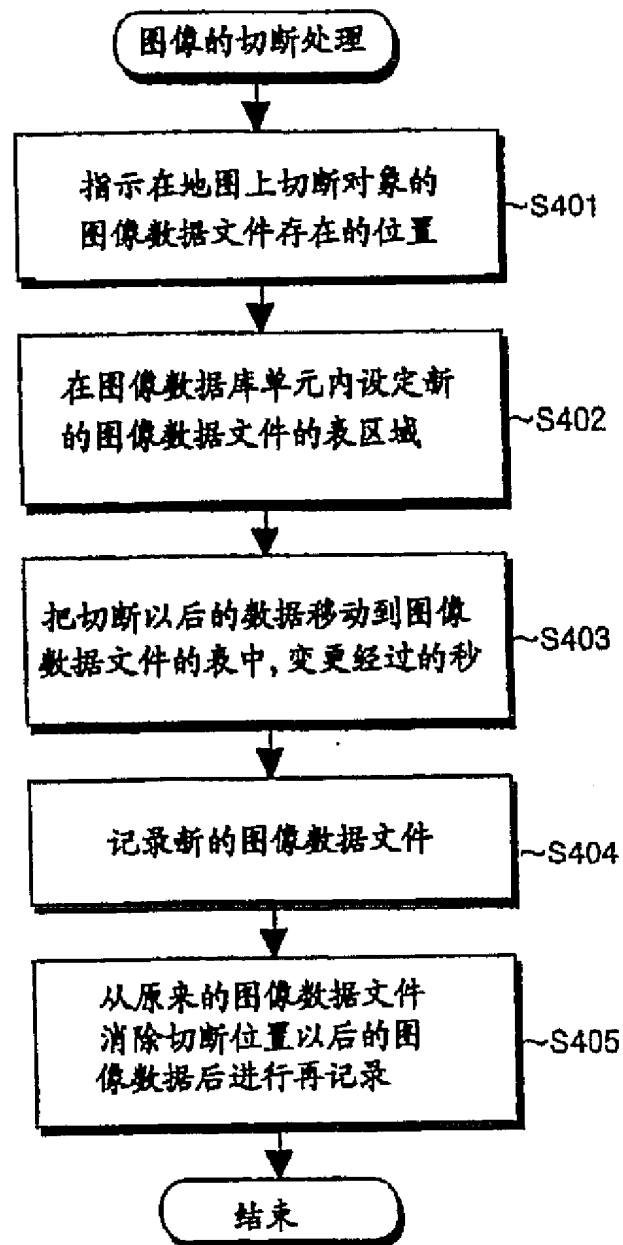 图像的切断处理
指示在地图上切断对象的
图像数据文件存在的位置
~S401
在图像数据库单元内设定新
的图像数据文件的表区域
~S402
把切断以后的数据移动到图像
数据文件的表中,变更经过的秒
~S403
记录新的图像数据文件
~S404
从原来的图像数据文件
消除切断位置以后的图
像数据后进行再记录
~S405
结束